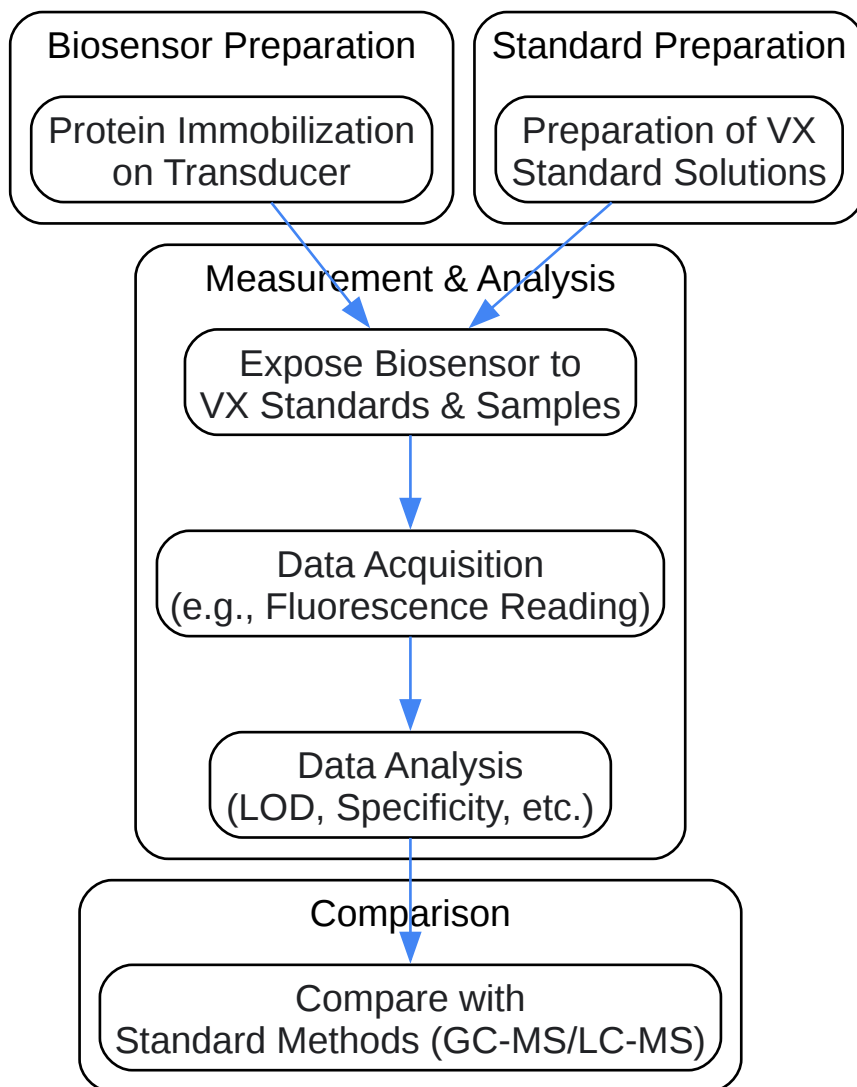 Biosensor Preparation
Protein Immobilization
on Transducer
Standard Preparation
Preparation of VX
Standard Solutions
Measurement & Analysis
Expose Biosensor to
VX Standards & Samples
Data Acquisition
(e.g., Fluorescence Reading)
Data Analysis
(LOD, Specificity, etc.)
Comparison
Compare with
Standard Methods (GC-MS/LC-MS)